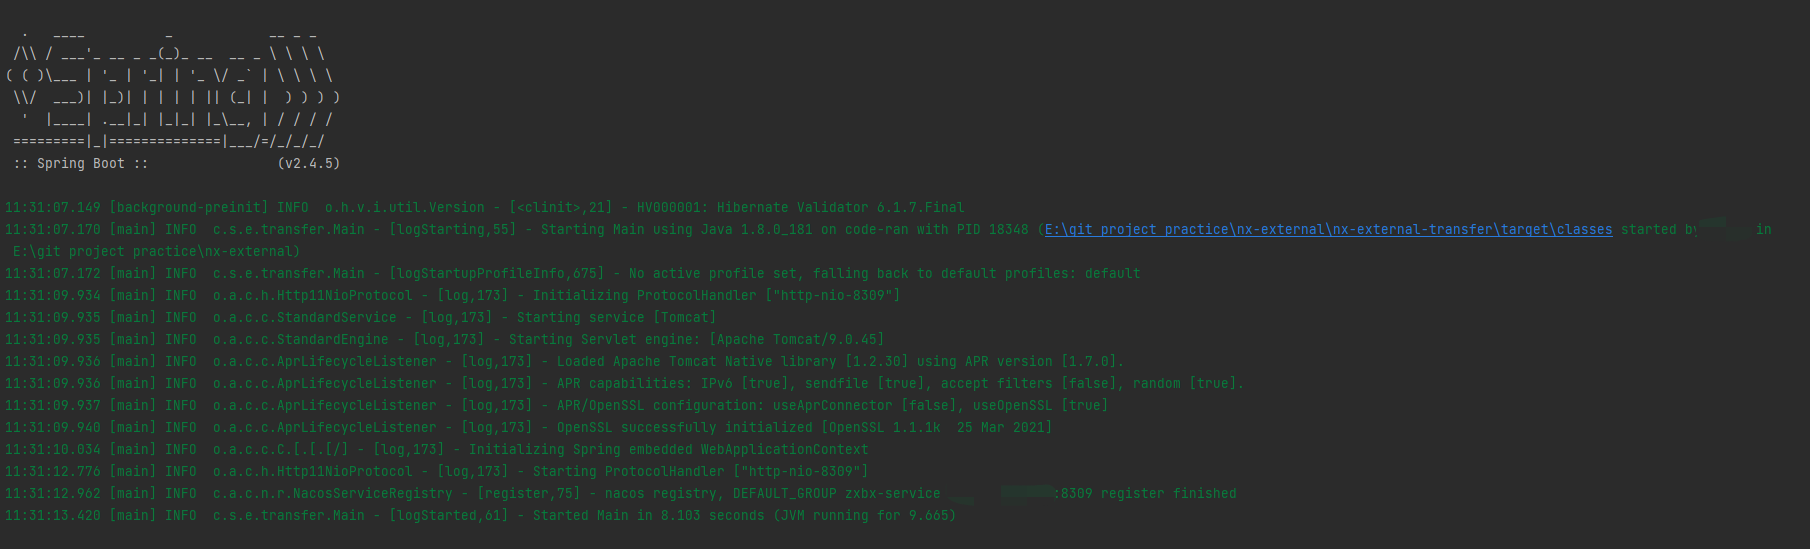 .   ____          _            __ _ _
 /\\ / ___'_ __ _ _(_)_ __  __ _ \ \ \ \
( ( )\___ | '_ | '_| | '_ \/ _` | \ \ \ \
 \\/  ___)| |_)| | | | | || (_| |  ) ) ) )
  '  |____| .__|_| |_|_| |_\__, | / / / /
 =========|_|==============|___/=/_/_/_/
 :: Spring Boot ::                (v2.4.5)
11:31:07.149 [background-preinit] INFO  o.h.v.i.util.Version - [<clinit>,21] - HV000001: Hibernate Validator 6.1.7.Final
11:31:07.170 [main] INFO  c.s.e.transfer.Main - [logStarting,55] - Starting Main using Java 1.8.0_181 on code-ran with PID 18348 (E:\git project practice\nx-external\nx-external-transfer\target\classes started by in
 E:\git project practice\nx-external)
11:31:07.172 [main] INFO  c.s.e.transfer.Main - [logStartupProfileInfo,675] - No active profile set, falling back to default profiles: default
11:31:09.934 [main] INFO  o.a.c.h.Http11NioProtocol - [log,173] - Initializing ProtocolHandler ["http-nio-8309"]
11:31:09.935 [main] INFO  o.a.c.c.StandardService - [log,173] - Starting service [Tomcat]
11:31:09.935 [main] INFO  o.a.c.c.StandardEngine - [log,173] - Starting Servlet engine: [Apache Tomcat/9.0.45]
11:31:09.936 [main] INFO  o.a.c.c.AprLifecycleListener - [log,173] - Loaded Apache Tomcat Native library [1.2.30] using APR version [1.7.0].
11:31:09.936 [main] INFO  o.a.c.c.AprLifecycleListener - [log,173] - APR capabilities: IPv6 [true], sendfile [true], accept filters [false], random [true].
11:31:09.937 [main] INFO  o.a.c.c.AprLifecycleListener - [log,173] - APR/OpenSSL configuration: useAprConnector [false], useOpenSSL [true]
11:31:09.940 [main] INFO  o.a.c.c.AprLifecycleListener - [log,173] - OpenSSL successfully initialized [OpenSSL 1.1.1k  25 Mar 2021]
11:31:10.034 [main] INFO  o.a.c.c.C.[.[.[/] - [log,173] - Initializing Spring embedded WebApplicationContext
11:31:12.776 [main] INFO  o.a.c.h.Http11NioProtocol - [log,173] - Starting ProtocolHandler ["http-nio-8309"]
11:31:12.962 [main] INFO  c.a.c.n.r.NacosServiceRegistry - [register,75] - nacos registry, DEFAULT_GROUP zxbx-service :8309 register finished
11:31:13.420 [main] INFO  c.s.e.transfer.Main - [logStarted,61] - Started Main in 8.103 seconds (JVM running for 9.665)